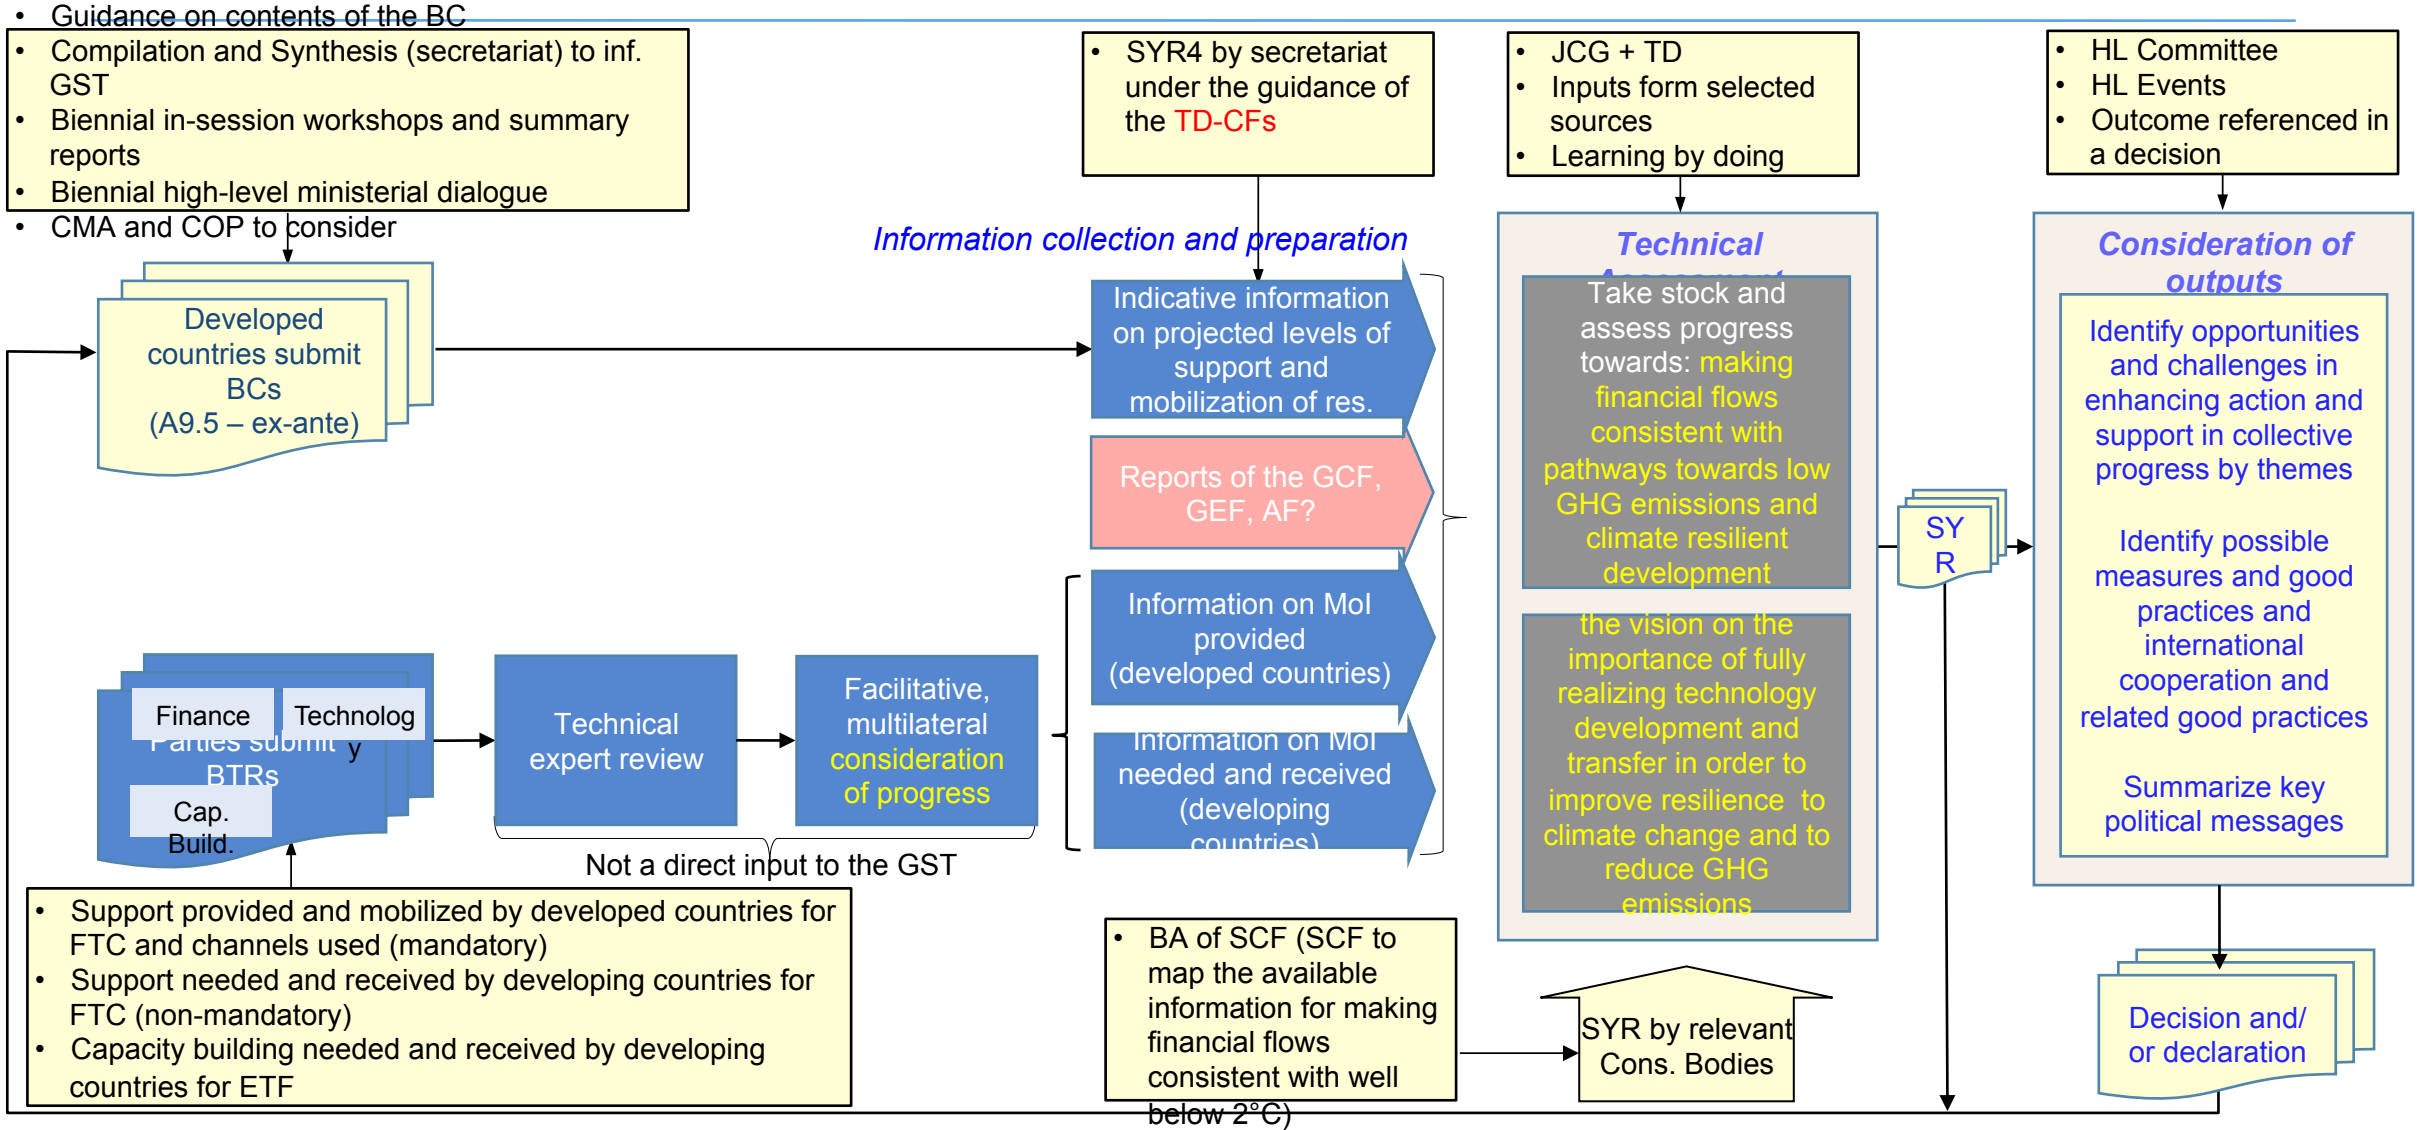 • Guidance on contents of the BC
• Compilation and Synthesis (secretariat) to inf.
GST
• Biennial in-session workshops and summary
reports
• Biennial high-level ministerial dialogue
• CMA and COP to consider
• SYR4 by secretariat
under the guidance of
the TD-CFs
• JCG + TD
• Inputs form selected
sources
• Learning by doing
• HL Committee
• HL Events
• Outcome referenced in
a decision
Information collection and preparation
Developed
countries submit
BCs
(A9.5 – ex-ante)
Indicative information
on projected levels of
support and
mobilization of res.
Reports of the GCF,
GEF, AF?
Information on MoI
provided
(developed countries)
Information on MoI
needed and received
(developing
countries)
Finance
Technolog
y
Parties submit
BTRs
Cap.
Build.
Technical
expert review
Facilitative,
multilateral
consideration
of progress
Not a direct input to the GST
• Support provided and mobilized by developed countries for
FTC and channels used (mandatory)
• Support needed and received by developing countries for
FTC (non-mandatory)
• Capacity building needed and received by developing
countries for ETF
• BA of SCF (SCF to
map the available
information for making
financial flows
consistent with well
below 2°C)
Technical
Assessment
Take stock and
assess progress
towards: making
financial flows
consistent with
pathways towards low
GHG emissions and
climate resilient
development
the vision on the
importance of fully
realizing technology
development and
transfer in order to
improve resilience to
climate change and to
reduce GHG
emissions
SYR by relevant
Cons. Bodies
SY
R
Consideration of
outputs
Identify opportunities
and challenges in
enhancing action and
support in collective
progress by themes
Identify possible
measures and good
practices and
international
cooperation and
related good practices
Summarize key
political messages
Decision and/
or declaration